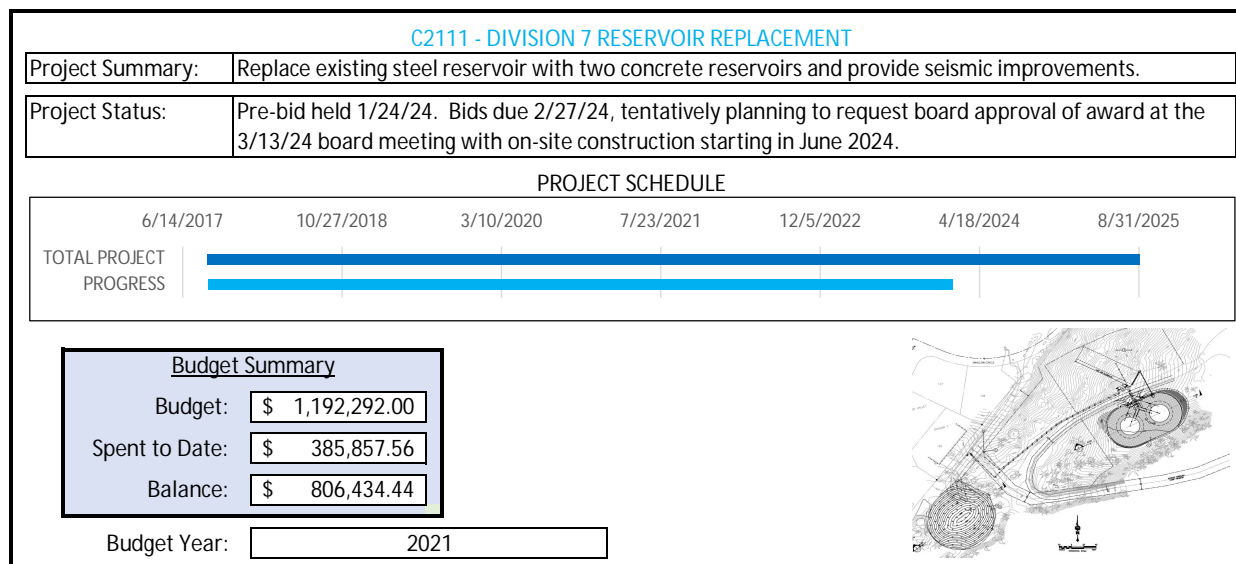 C2111 - DIVISION 7 RESERVOIR REPLACEMENT
Project Summary: Replace existing steel reservoir with two concrete reservoirs and provide seismic improvements.
Project Status: Pre-bid held 1/24/24. Bids due 2/27/24, tentatively planning to request board approval of award at the
3/13/24 board meeting with on-site construction starting in June 2024.
PROJECT SCHEDULE
6/14/2017 10/27/2018 3/10/2020 7/23/2021 12/5/2022 4/18/2024 8/31/2025
TOTAL PROJECT
PROGRESS
Budget Summary
Budget: $ 1,192,292.00
Spent to Date: $ 385,857.56
Balance: $ 806,434.44
Budget Year: 2021